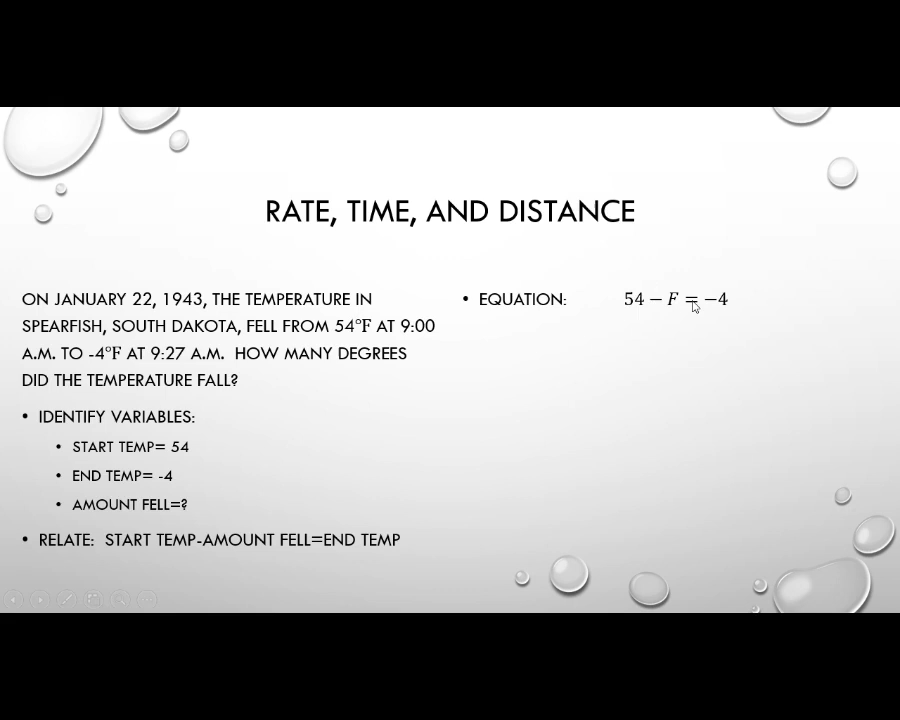 RATE, TIME, AND DISTANCE
ON JANUARY 22, 1943, THE TEMPERATURE IN
SPEARFISH, SOUTH DAKOTA, FELL FROM 54°F AT 9:00
A.M. TO -4°F AT 9:27 A.M. HOW MANY DEGREES
DID THE TEMPERATURE FALL?
• IDENTIFY VARIABLES:
• START TEMP= 54
• END TEMP= -4
• AMOUNT FELL=?
• RELATE: START TEMP-AMOUNT FELL=END TEMP
• EQUATION: 54 − F = −4